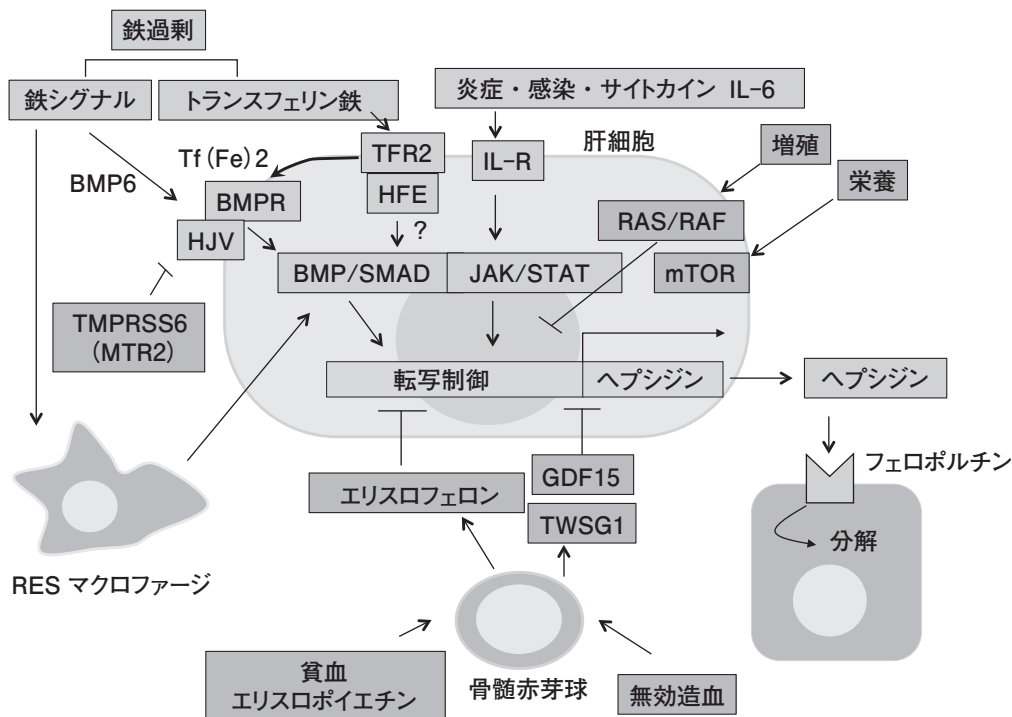 鉄過剰
鉄シグナル
トランスフェリン鉄
炎症・感染・サイトカイン IL-6
肝細胞
増殖
栄養
Tf (Fe) 2
BMP6
TFR2
HFE
IL-R
BMPR
HJV
?
RAS/RAF
mTOR
BMP/SMAD
JAK/STAT
TMPRSS6
(MTR2)
転写制御
ヘプシジン
ヘプシジン
フェロポルチン
分解
エリスロフェロン
GDF15
TWSG1
RES マクロファージ
骨髄赤芽球
貧血
エリスロポイエチン
無効造血